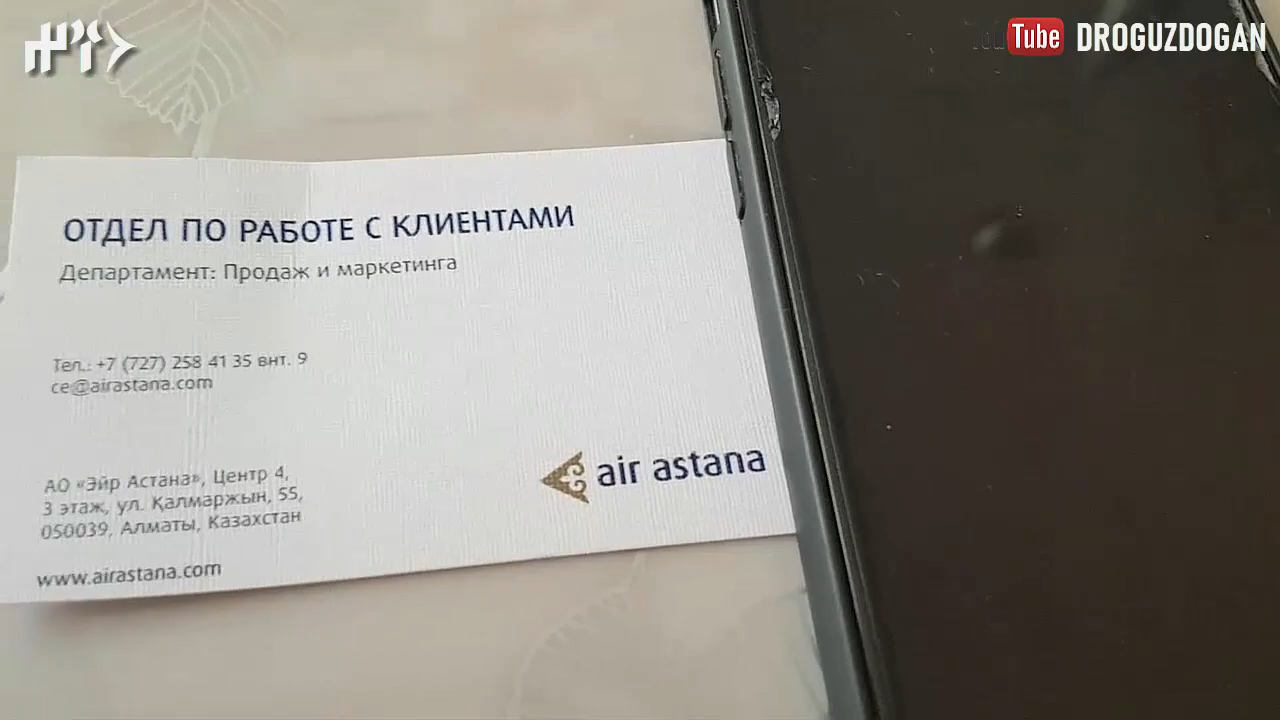 Tube DROGUZDOGAN
ОТДЕЛ ПО РАБОТЕ С КЛИЕНТАМИ
Департамент: Продаж и маркетинга
Тел.: +7 (727) 258 41 35 внт. 9
ce@airastana.com
АО «Эйр Астана», Центр 4,
3 этаж, ул. Қалмаржын, 55,
050039, Алматы, Казахстан
www.airastana.com
air astana